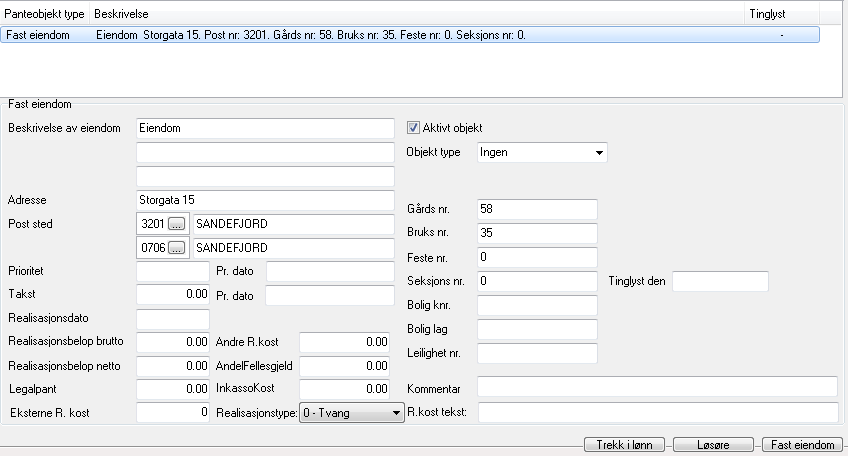 Panteobjekt type Beskrivelse Tinglyst
Fast eiendom Eiendom Storgata 15. Post nr: 3201. Gårds nr: 58. Bruks nr: 35. Feste nr: 0. Seksjons nr: 0. -
Fast eiendom
Beskrivelse av eiendom Eiendom Aktivt objekt
Objekt type Ingen
Adresse Storgata 15
Gårds nr. 58
Post sted 3201 ... SANDEFJORD
Bruks nr. 35
0706 ... SANDEFJORD
Feste nr. 0
Prioritet Pr. dato
Seksjons nr. 0 Tinglyst den
Takst 0.00 Pr. dato
Bolig knr.
Realisasjonsdato
Bolig lag
Realisasjonsbelop brutto 0.00 Andre R.kost 0.00
Leilighet nr.
Realisasjonsbelop netto 0.00 AndelFellesgjeld 0.00
Legalpant 0.00 InkassoKost 0.00 Kommentar
Eksterne R. kost 0 Realisasjonstype: 0 - Tvang R.kost tekst:
Trekk i lønn Løsøre Fast eiendom